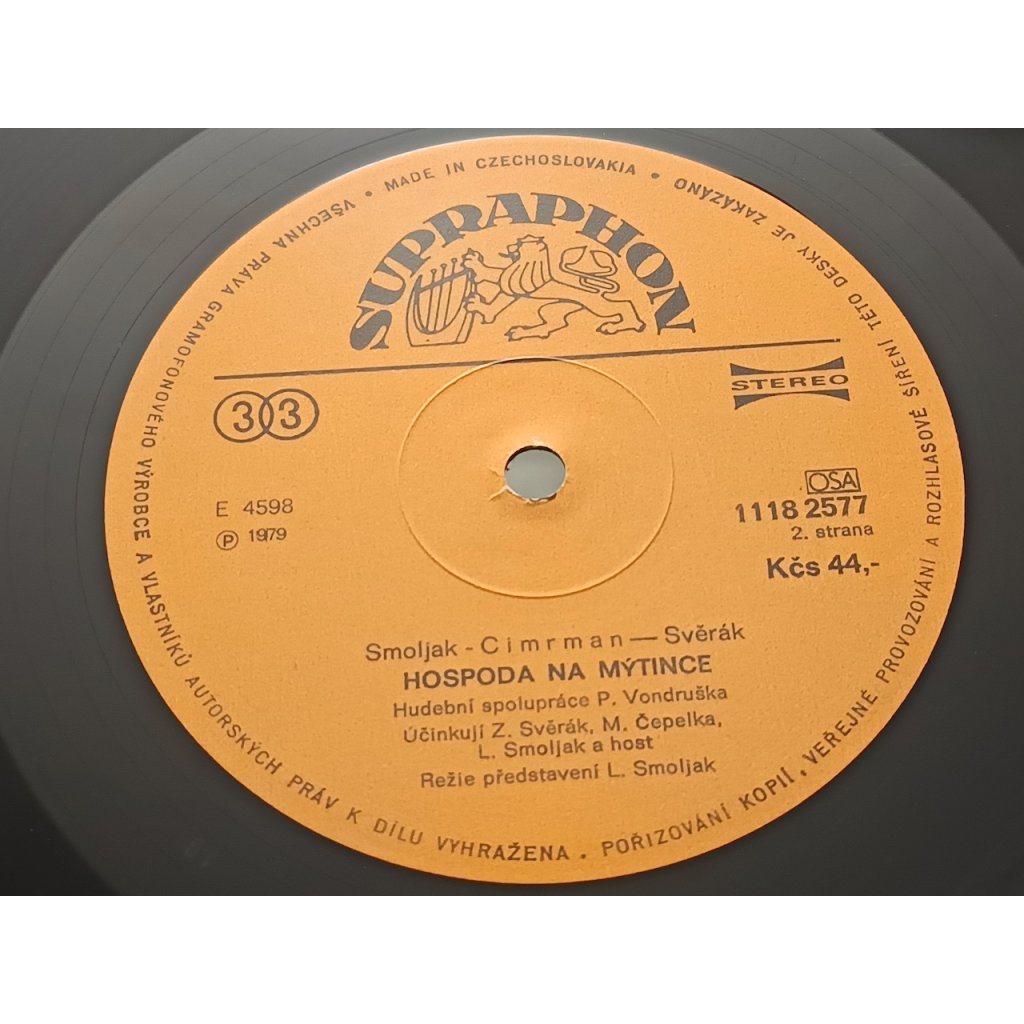 VŠECHNA PRÁVA GRAMOFONOVÉHO VÝROBCE A VLASTNÍKŮ AUTORSKÝCH PRÁV K DÍLU VYHRAŽENA . POŘIZOVÁNÍ KOPIÍ, VEŘEJNÉ PROVOZOVÁNÍ A ROZHLASOVÉ ŠÍŘENÍ TÉTO DESKY JE ZAKÁZÁNO • MADE IN CZECHOSLOVAKIA •
SUPRAPHON
33
STEREO
E 4598
℗ 1979
OSA
1118 2577
2. strana
Kčs 44,-
Smoljak - Cimrman — Svěrák
HOSPODA NA MÝTINCE
Hudební spolupráce P. Vondruška
Účinkují Z. Svěrák, M. Čepelka,
L. Smoljak a host
Režie představení L. Smoljak